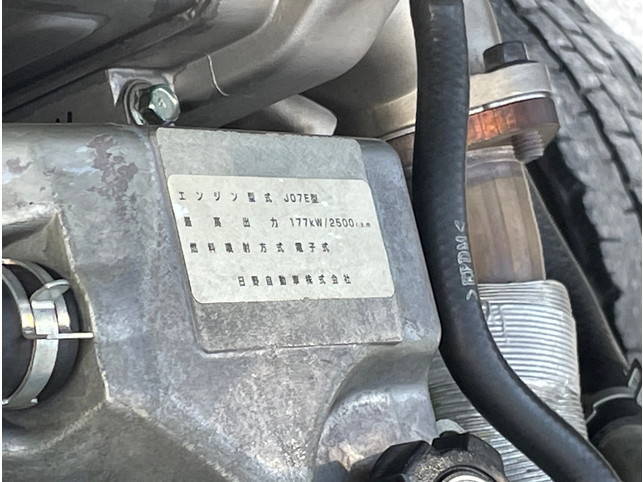 エンジン型式 J07E型
最高出力 177kW/2500r.p.m
燃料噴射方式 電子式
日野自動車株式会社
>EPDM<